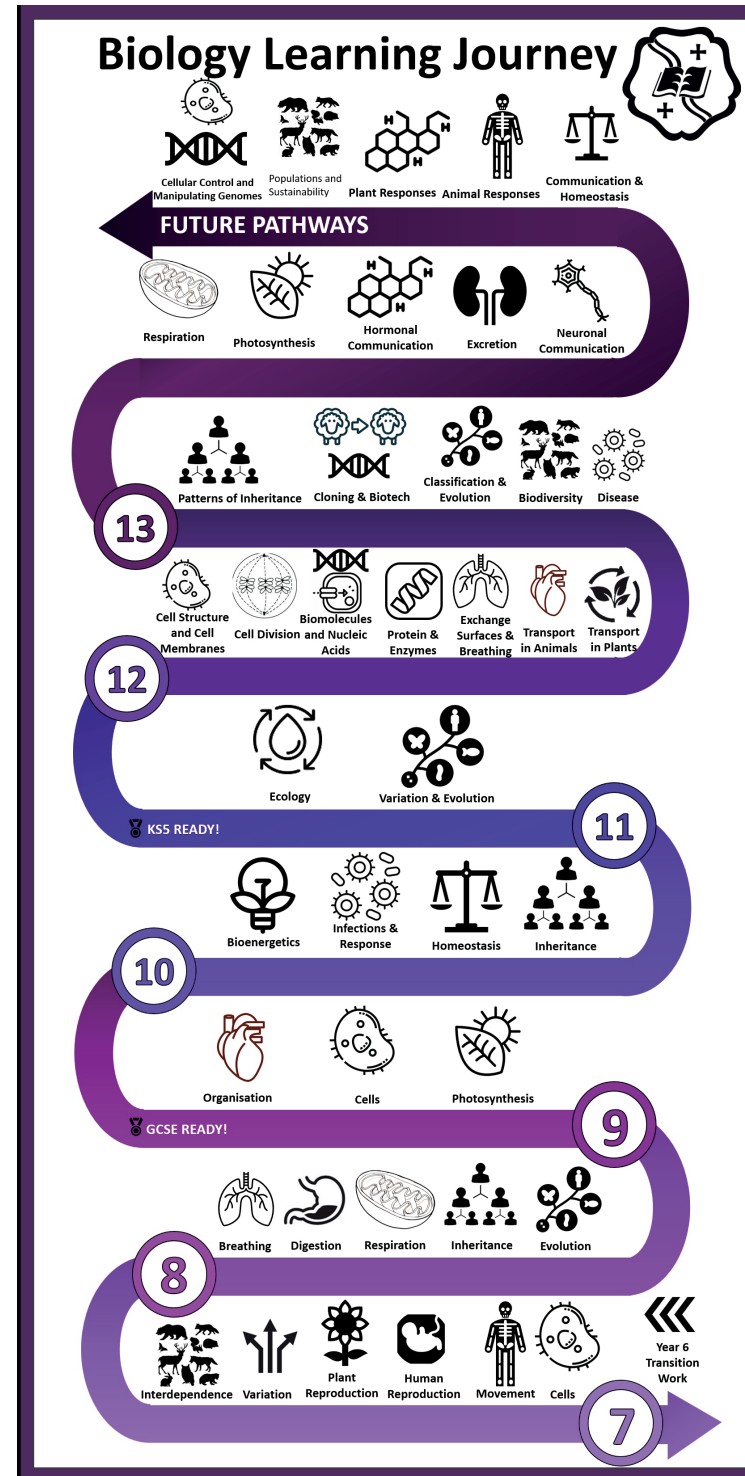 Biology Learning Journey
Cellular Control and
Manipulating Genomes
Populations and
Sustainability
Plant Responses
Animal Responses
Communication &
Homeostasis
FUTURE PATHWAYS
Respiration
Photosynthesis
Hormonal
Communication
Excretion
Neuronal
Communication
Patterns of Inheritance
Cloning & Biotech
Classification &
Evolution
Biodiversity
Disease
13
Cell Structure
and Cell
Membranes
Cell Division
Biomolecules
and Nucleic
Acids
Protein &
Enzymes
Exchange
Surfaces &
Breathing
Transport
in Animals
Transport
in Plants
12
Ecology
Variation & Evolution
KS5 READY!
11
Bioenergetics
Infections &
Response
Homeostasis
Inheritance
10
Organisation
Cells
Photosynthesis
GCSE READY!
9
Breathing
Digestion
Respiration
Inheritance
Evolution
8
Interdependence
Variation
Plant
Reproduction
Human
Reproduction
Movement
Cells
Year 6
Transition
Work
7
H
H
H
H
H
H